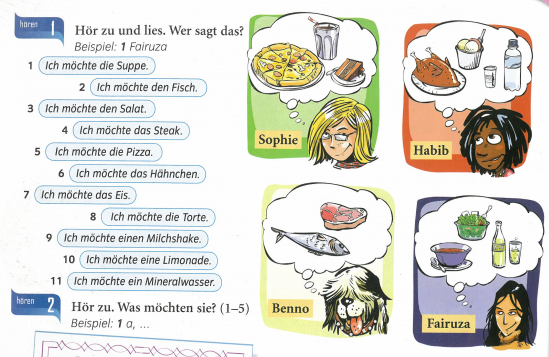 hören 1
Hör zu und lies. Wer sagt das?
Beispiel: 1 Fairuza
1 Ich möchte die Suppe.
2 Ich möchte den Fisch.
3 Ich möchte den Salat.
4 Ich möchte das Steak.
5 Ich möchte die Pizza.
6 Ich möchte das Hähnchen.
7 Ich möchte das Eis.
8 Ich möchte die Torte.
9 Ich möchte einen Milchshake.
10 Ich möchte eine Limonade.
11 Ich möchte ein Mineralwasser.
Sophie
Habib
Benno
Fairuza
hören 2
Hör zu. Was möchten sie? (1–5)
Beispiel: 1 a, ...